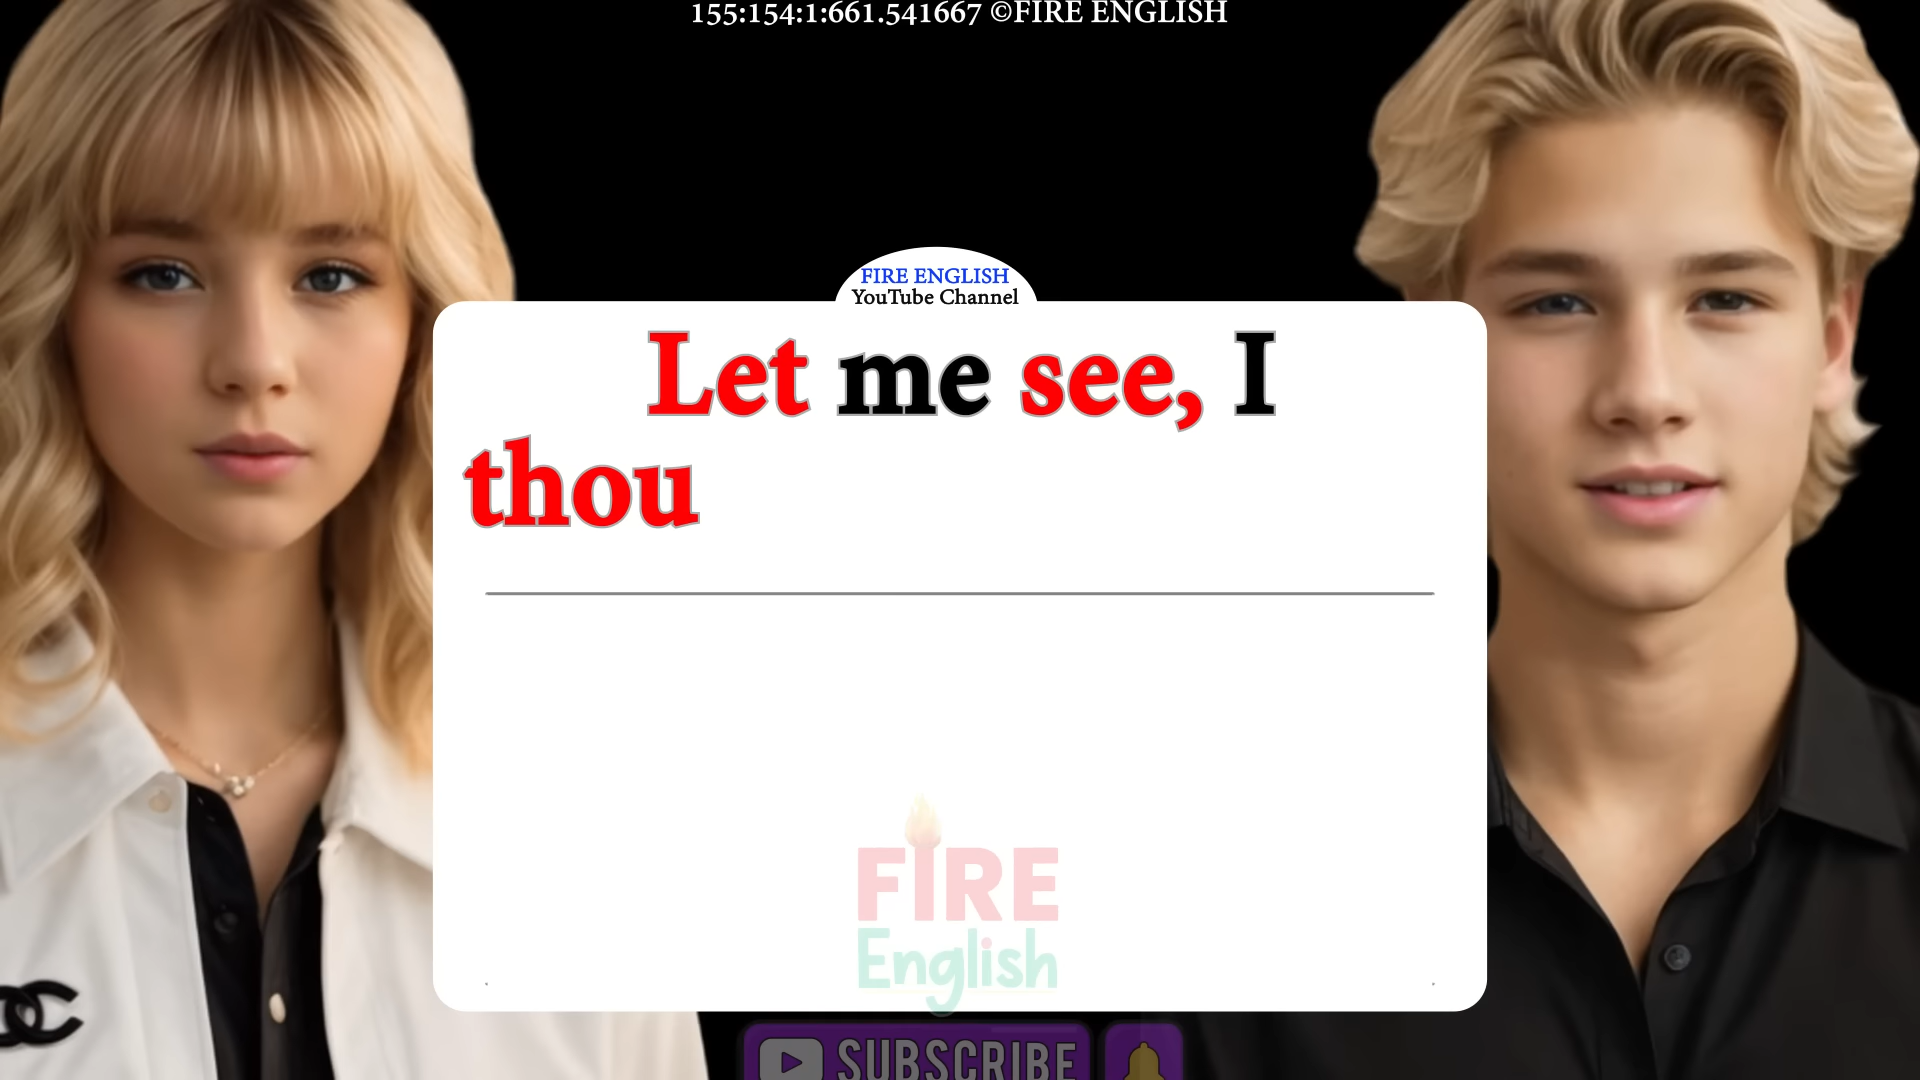 155:154:1:661.541667 ©FIRE ENGLISH
FIRE ENGLISH
YouTube Channel
Let me see, I
thou
FIRE
English
SUBSCRIBE